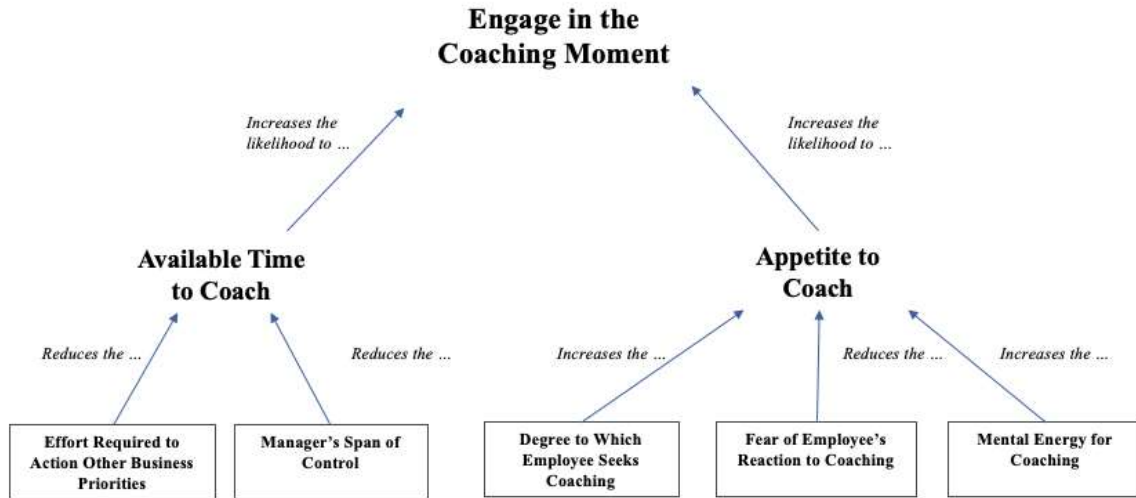 Engage in the
Coaching Moment
Increases the
likelihood to ...
Increases the
likelihood to ...
Available Time
to Coach
Appetite to
Coach
Reduces the ...
Reduces the ...
Increases the ...
Reduces the ...
Increases the ...
Effort Required to
Action Other Business
Priorities
Manager’s Span of
Control
Degree to Which
Employee Seeks
Coaching
Fear of Employee’s
Reaction to Coaching
Mental Energy for
Coaching